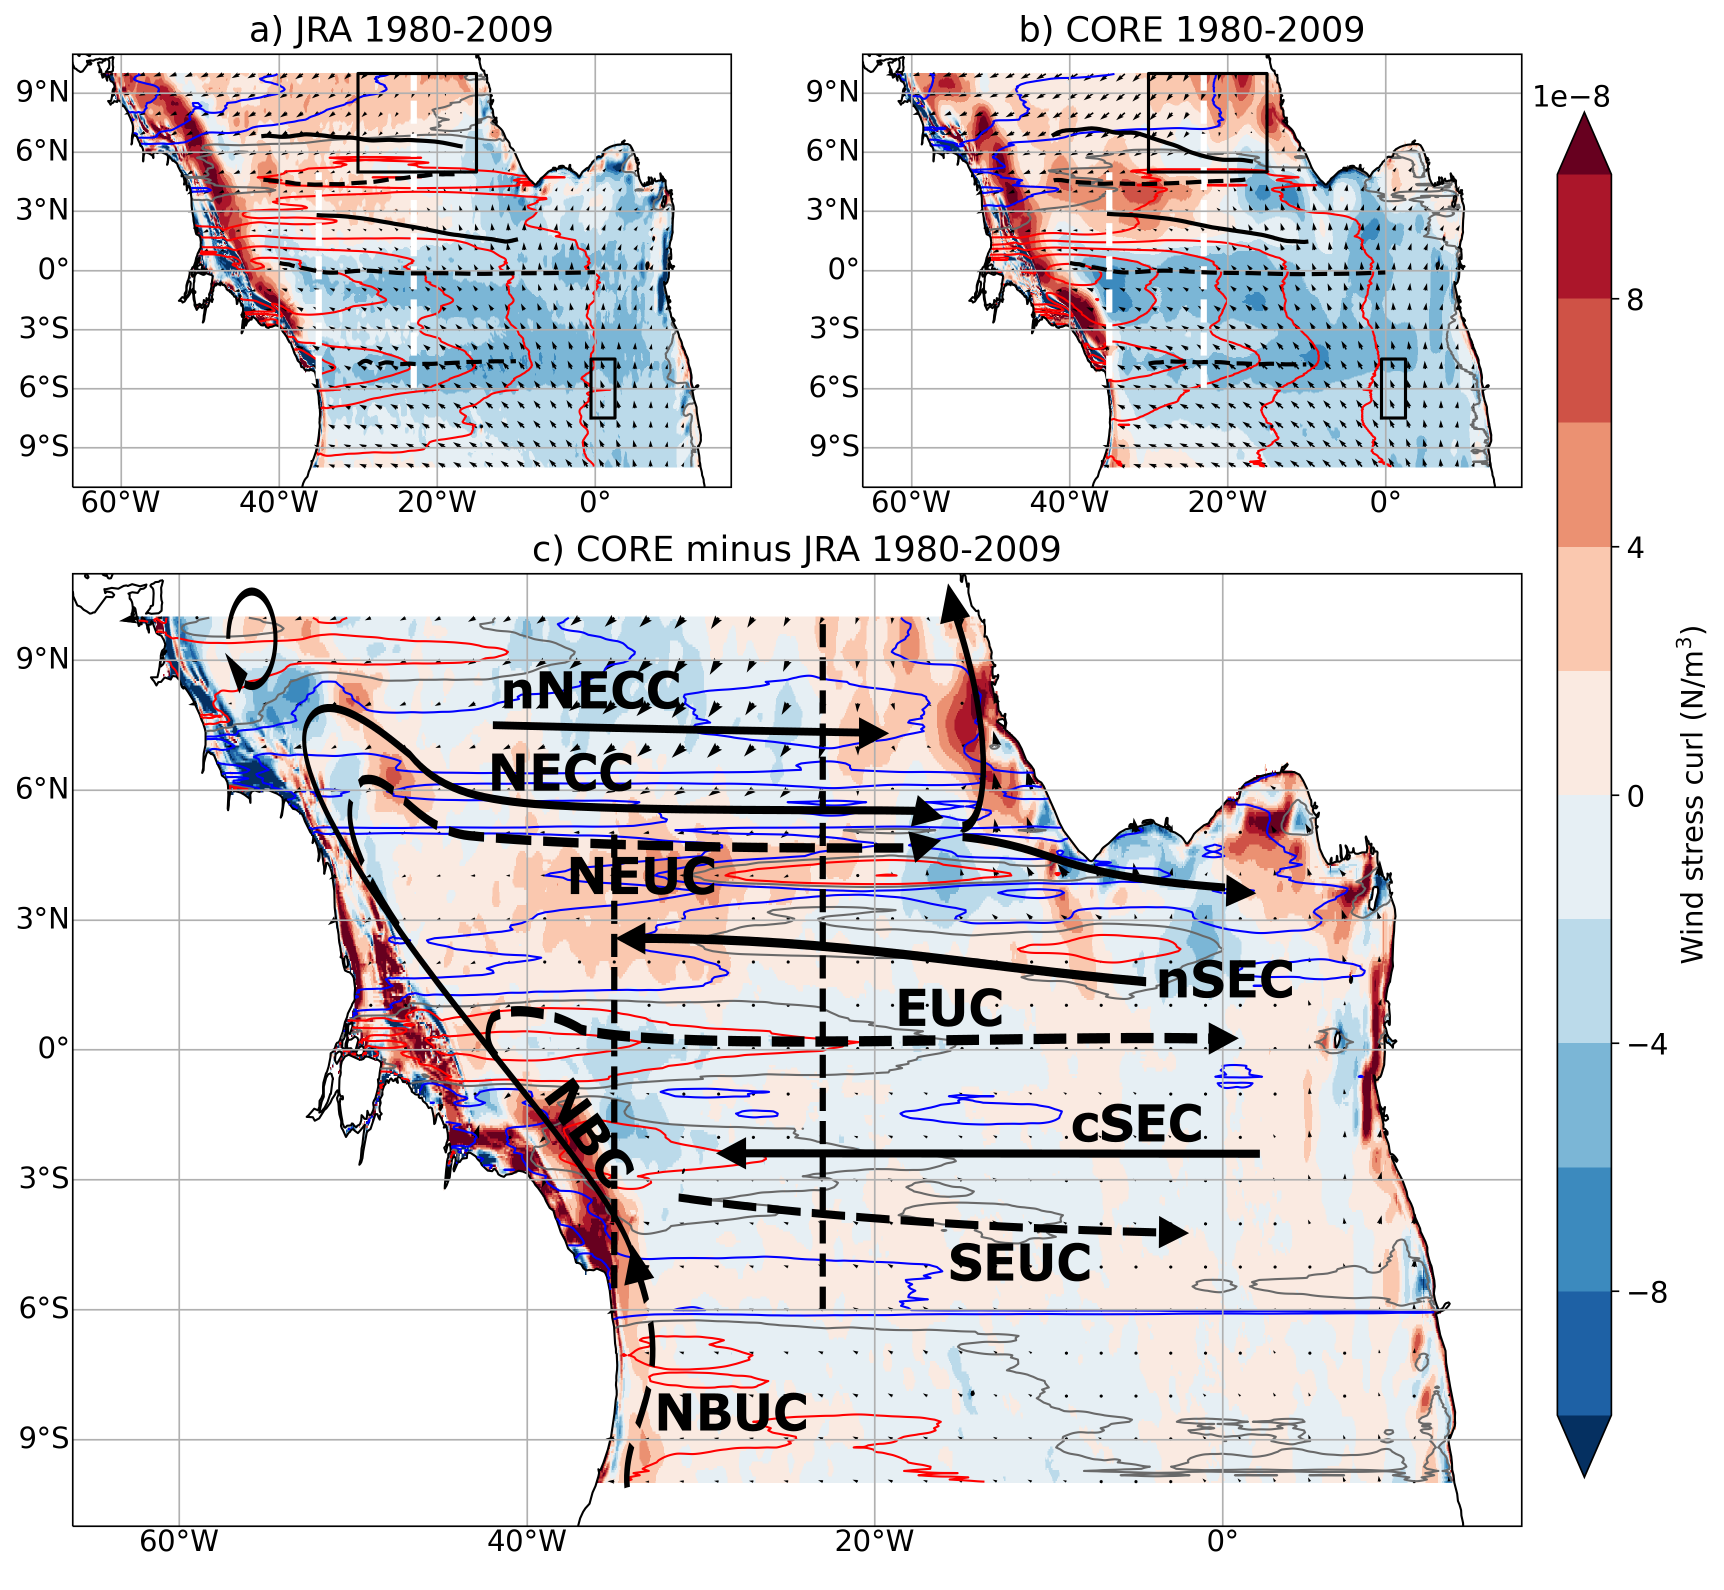 a) JRA 1980-2009
b) CORE 1980-2009
9°N
6°N
3°N
0°
3°S
6°S
9°S
60°W 40°W 20°W 0°
9°N
6°N
3°N
0°
3°S
6°S
9°S
60°W 40°W 20°W 0°
1e−8
8
4
0
−4
−8
Wind stress curl (N/m³)
c) CORE minus JRA 1980-2009
9°N
6°N
3°N
0°
3°S
6°S
9°S
60°W 40°W 20°W 0°
nNECC
NECC
NEUC
nSEC
EUC
NBC
cSEC
SEUC
NBUC